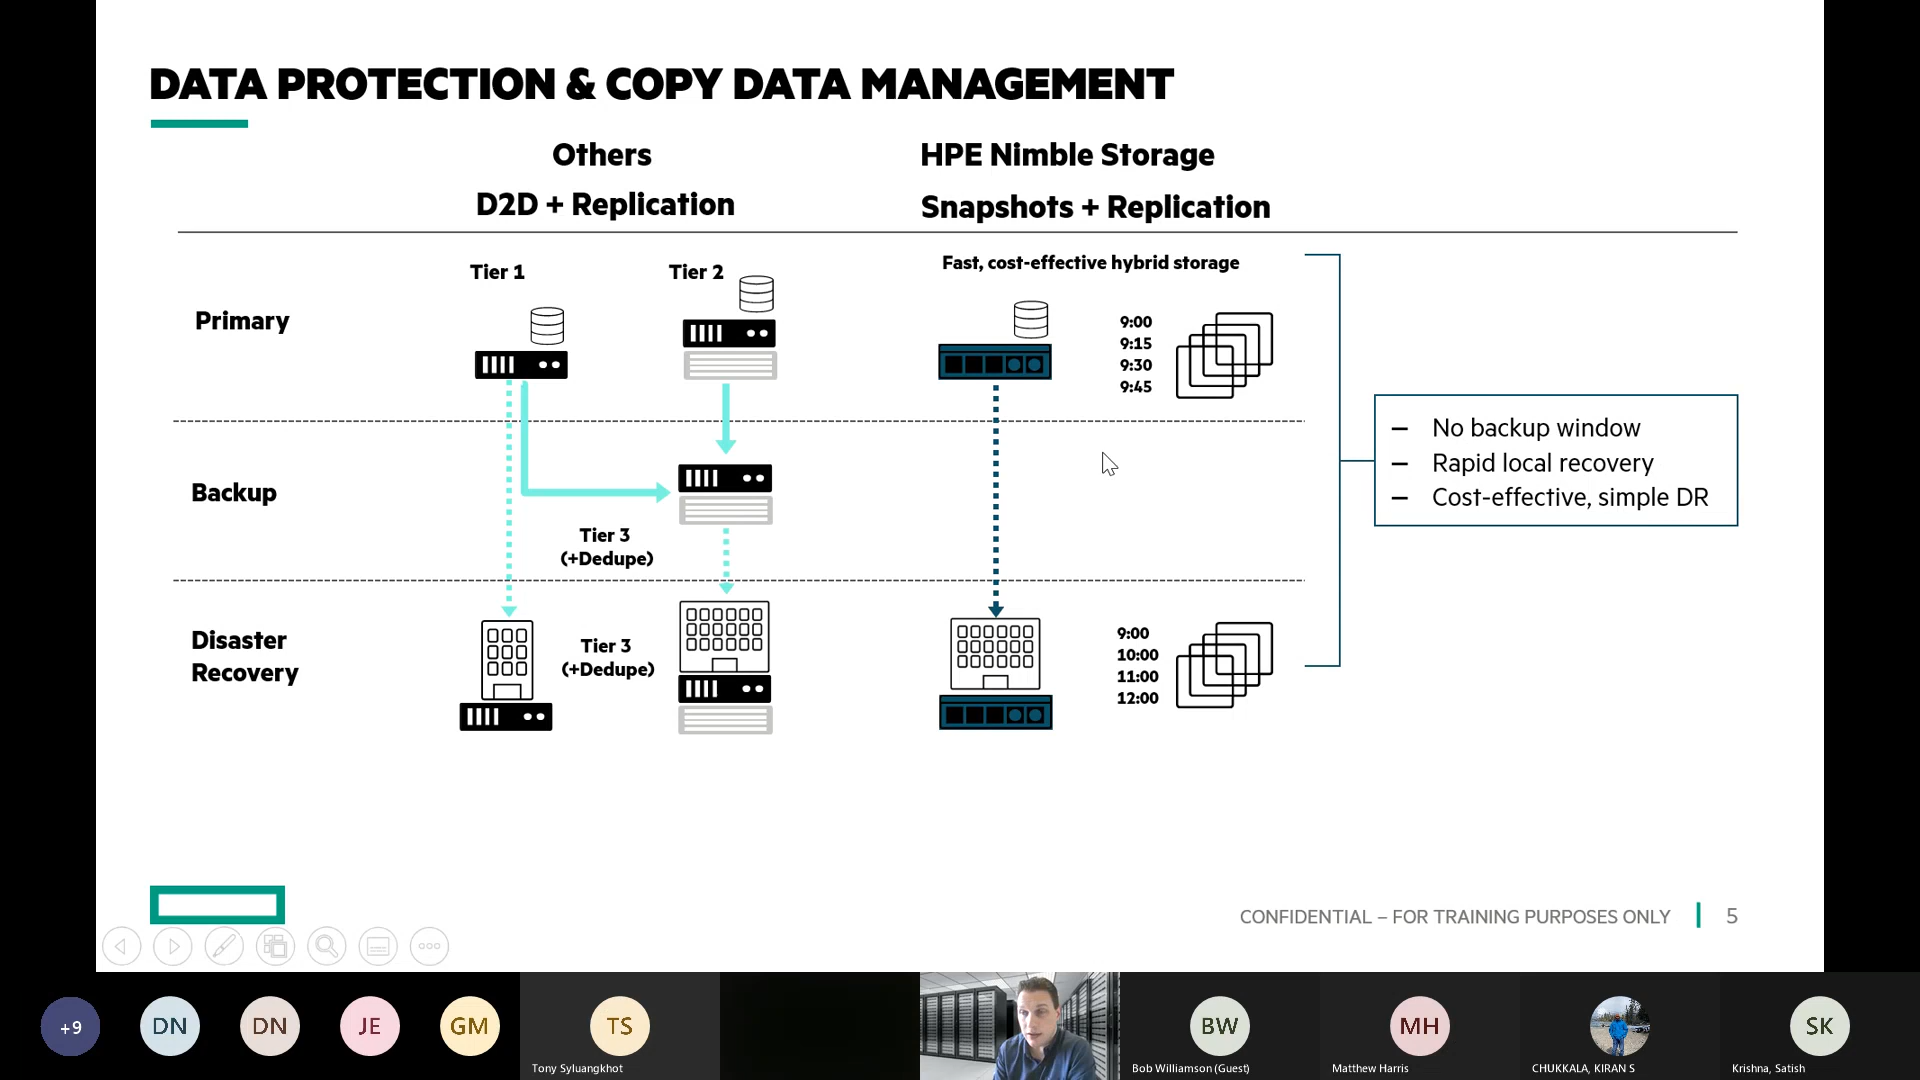 DATA PROTECTION & COPY DATA MANAGEMENT
Others
D2D + Replication
HPE Nimble Storage
Snapshots + Replication
Primary
Tier 1
Tier 2
Fast, cost-effective hybrid storage
9:00
9:15
9:30
9:45
Backup
Tier 3
(+Dedupe)
Disaster
Recovery
Tier 3
(+Dedupe)
9:00
10:00
11:00
12:00
– No backup window
– Rapid local recovery
– Cost-effective, simple DR
CONFIDENTIAL – FOR TRAINING PURPOSES ONLY
5
+9
DN
DN
JE
GM
TS
Tony Syluangkhot
BW
Bob Williamson (Guest)
MH
Matthew Harris
CHUKKALA, KIRAN S
SK
Krishna, Satish